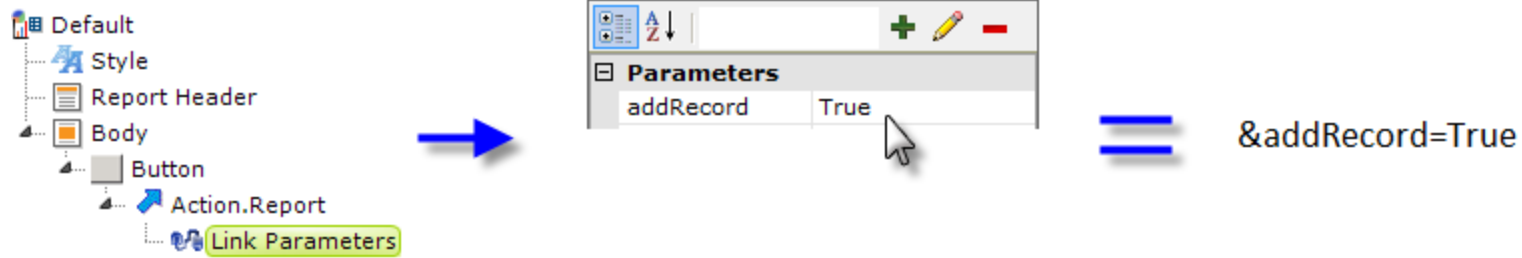 Default
Style
Report Header
Body
Button
Action.Report
Link Parameters
A
Z
Parameters
addRecord True
&addRecord=True